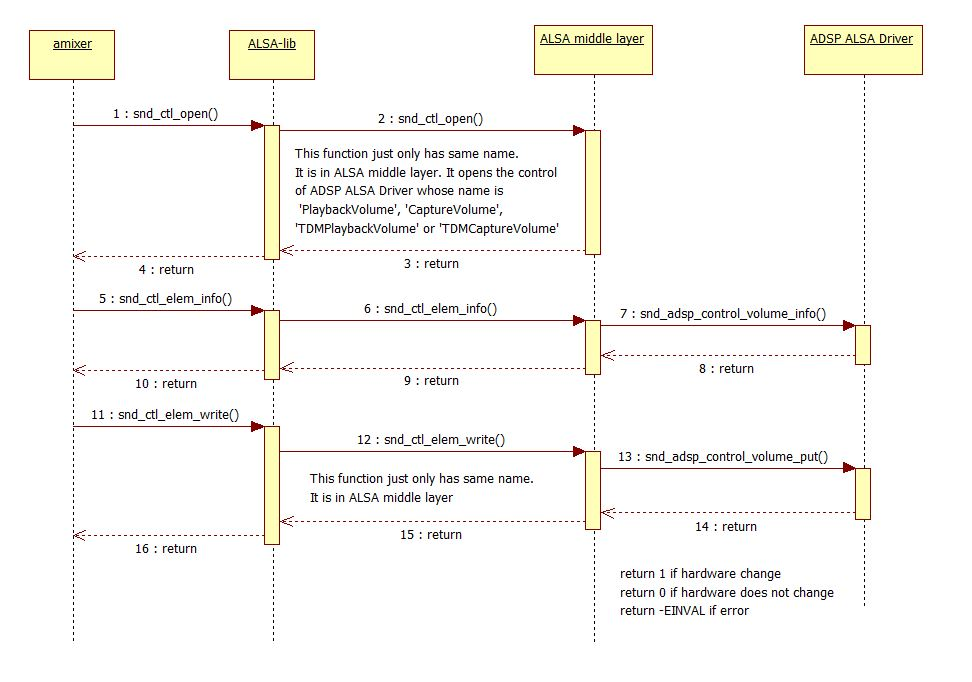 amixer
ALSA-lib
ALSA middle layer
ADSP ALSA Driver
1 : snd_ctl_open()
2 : snd_ctl_open()
This function just only has same name.
It is in ALSA middle layer. It opens the control
of ADSP ALSA Driver whose name is
'PlaybackVolume', 'CaptureVolume',
'TDMPlaybackVolume' or 'TDMCaptureVolume'
3 : return
4 : return
5 : snd_ctl_elem_info()
6 : snd_ctl_elem_info()
7 : snd_adsp_control_volume_info()
8 : return
9 : return
10 : return
11 : snd_ctl_elem_write()
12 : snd_ctl_elem_write()
13 : snd_adsp_control_volume_put()
This function just only has same name.
It is in ALSA middle layer
14 : return
15 : return
16 : return
return 1 if hardware change
return 0 if hardware does not change
return -EINVAL if error